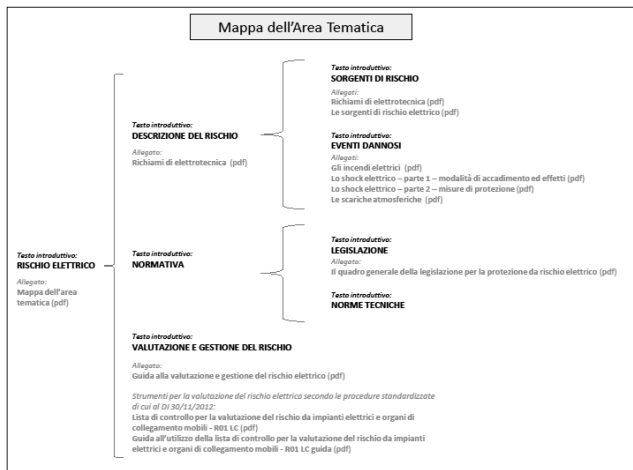 Mappa dell'Area Tematica
Testo introduttivo:
RISCHIO ELETTRICO
Allegato:
Mappa dell'area
tematica (pdf)
Testo introduttivo:
DESCRIZIONE DEL RISCHIO
Allegato:
Richiami di elettrotecnica (pdf)
Testo introduttivo:
SORGENTI DI RISCHIO
Allegati:
Richiami di elettrotecnica (pdf)
Le sorgenti di rischio elettrico (pdf)
Testo introduttivo:
EVENTI DANNOSI
Allegati:
Gli incendi elettrici (pdf)
Lo shock elettrico – parte 1 – modalità di accadimento ed effetti (pdf)
Lo shock elettrico – parte 2 – misure di protezione (pdf)
Le scariche atmosferiche (pdf)
Testo introduttivo:
NORMATIVA
Testo introduttivo:
LEGISLAZIONE
Allegato:
Il quadro generale della legislazione per la protezione da rischio elettrico (pdf)
Testo introduttivo:
NORME TECNICHE
Testo introduttivo:
VALUTAZIONE E GESTIONE DEL RISCHIO
Allegato:
Guida alla valutazione e gestione del rischio elettrico (pdf)
Strumenti per la valutazione del rischio elettrico secondo le procedure standardizzate
di cui al DI 30/11/2012:
Lista di controllo per la valutazione del rischio da impianti elettrici e organi di
collegamento mobili - R01 LC (pdf)
Guida all'utilizzo della lista di controllo per la valutazione del rischio da impianti
elettrici e organi di collegamento mobili - R01 LC guida (pdf)